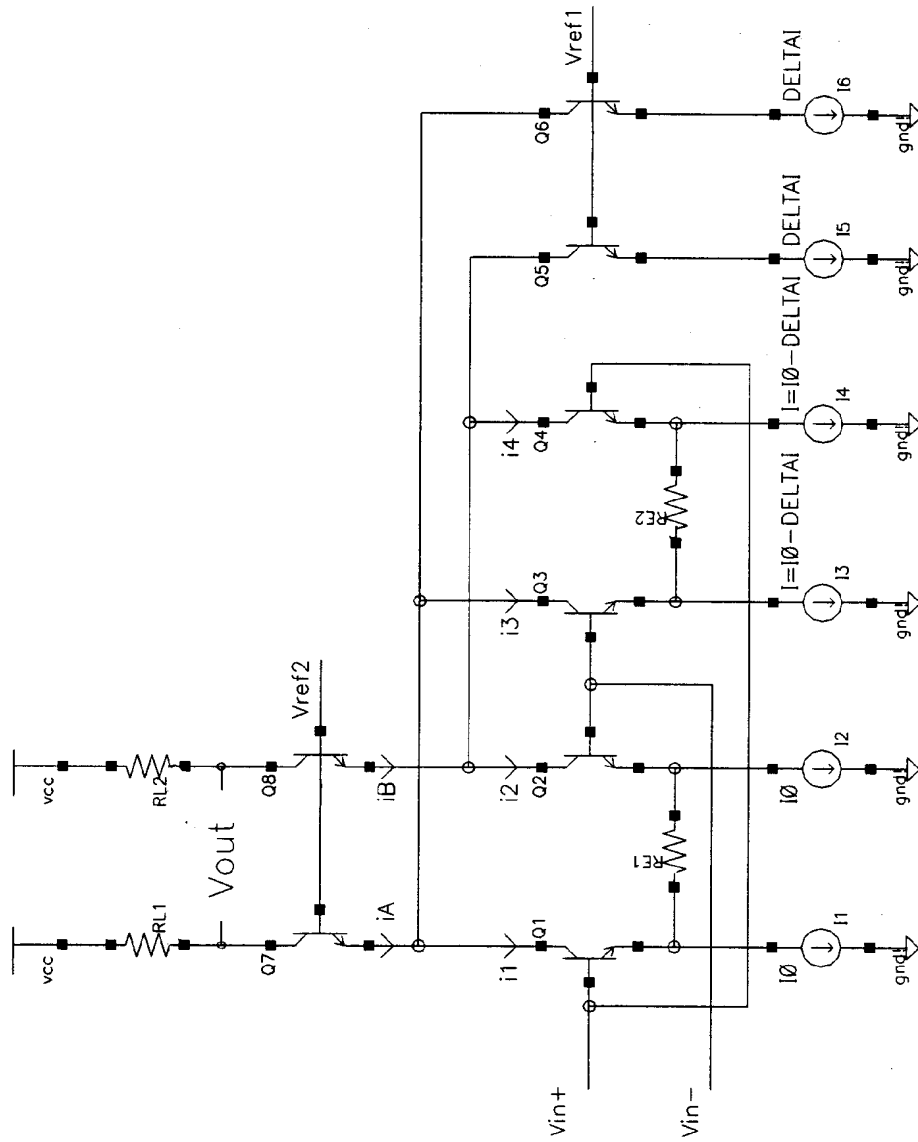 vcc
vcc
RL1
RL2
Vout
Q7
Q8
Vref2
iA
iB
i1
i2
i3
i4
Q1
Q2
Q3
Q4
Q5
Q6
Vin+
Vin-
Vref1
RE1
RE2
I0
I0
I=I0-DELTAI
I=I0-DELTAI
DELTAI
DELTAI
I1
I2
I3
I4
I5
I6
gnd!
gnd!
gnd!
gnd!
gnd!
gnd!